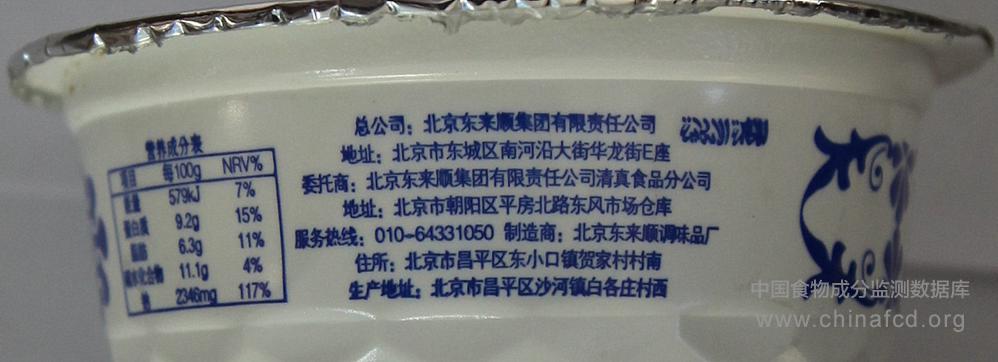 营养成分表
项目 每100g NRV%
能量 579kJ 7%
蛋白质 9.2g 15%
脂肪 6.3g 11%
碳水化合物 11.1g 4%
钠 2346mg 117%
总公司：北京东来顺集团有限责任公司
地址：北京市东城区南河沿大街华龙街E座
委托商：北京东来顺集团有限责任公司清真食品分公司
地址：北京市朝阳区平房北路东风市场仓库
服务热线：010-64331050 制造商：北京东来顺调味品厂
住所：北京市昌平区东小口镇贺家村村南
生产地址：北京市昌平区沙河镇白各庄村西
中国食物成分监测数据库
www.chinafcd.org